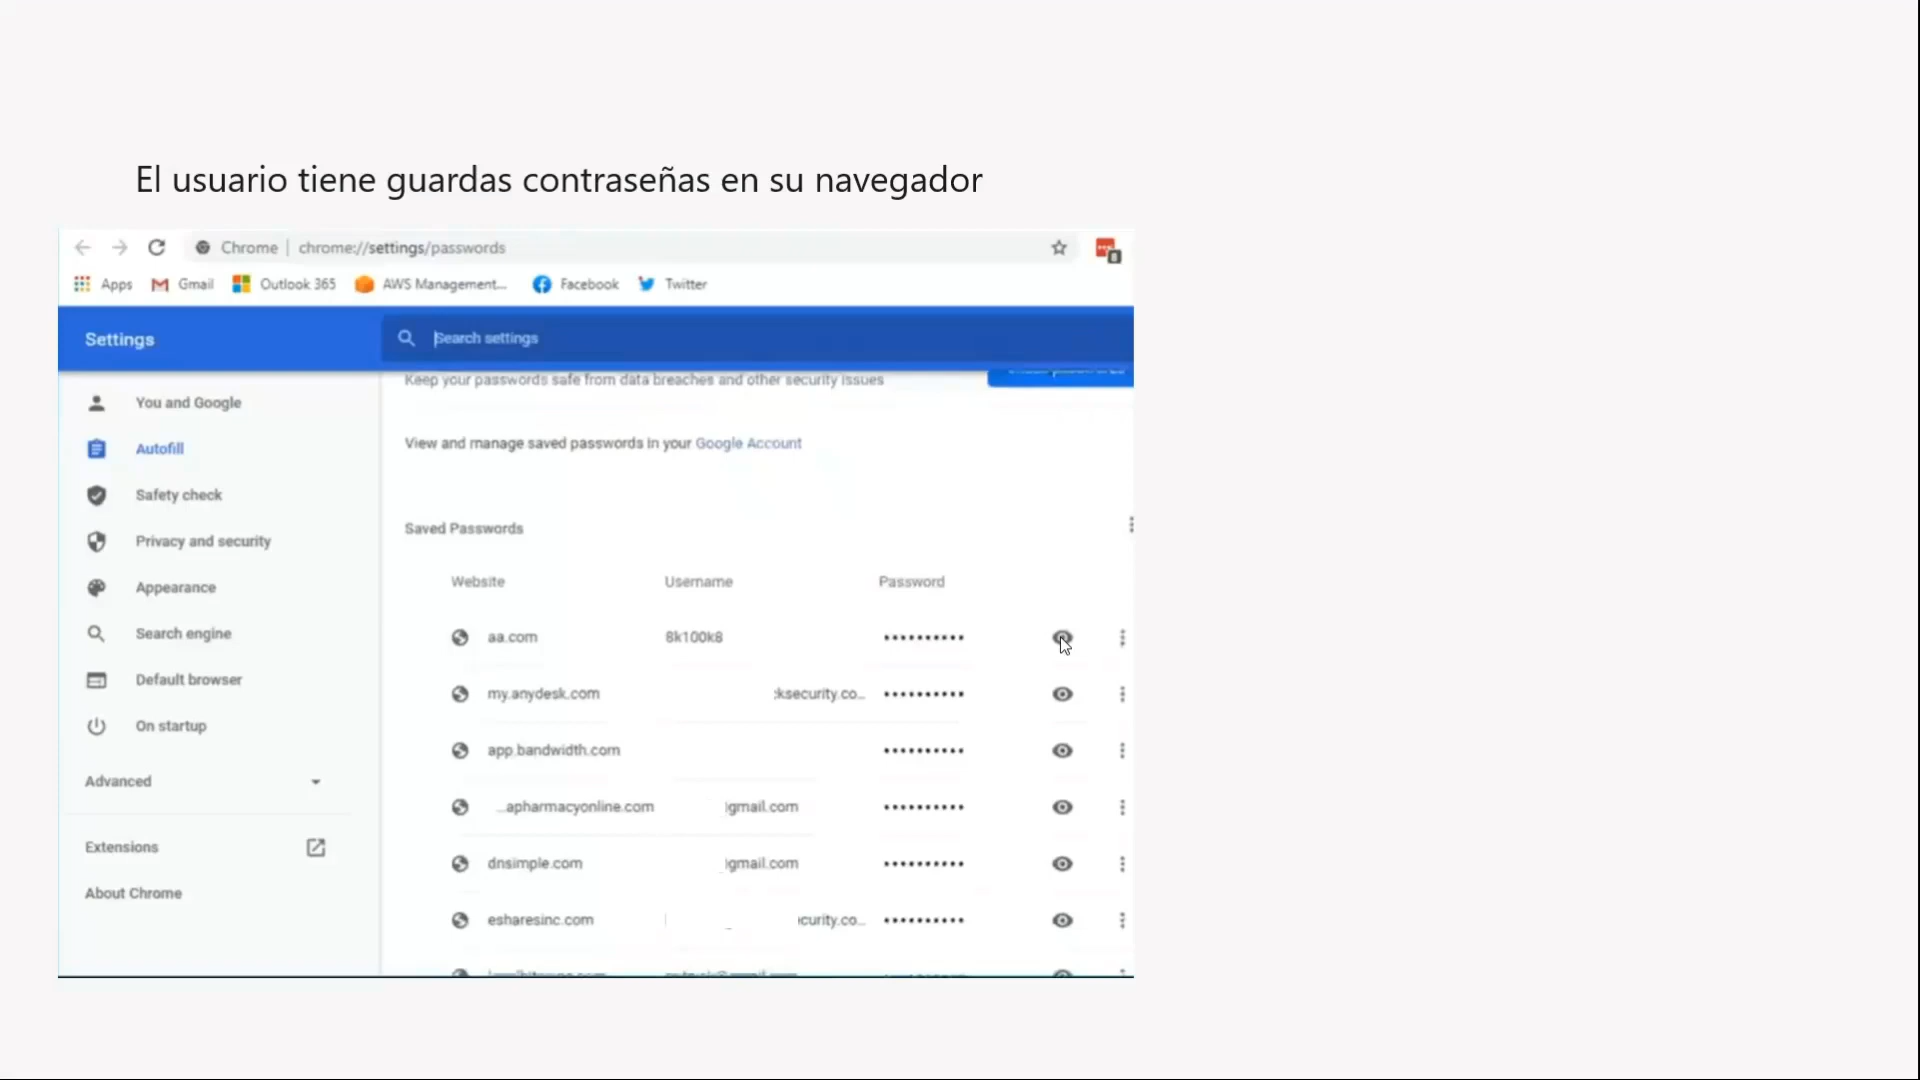 El usuario tiene guardas contraseñas en su navegador
Chrome | chrome://settings/passwords
Apps Gmail Outlook 365 AWS Management... Facebook Twitter
Settings
Search settings
Keep your passwords safe from data breaches and other security issues
You and Google
Autofill
View and manage saved passwords in your Google Account
Safety check
Saved Passwords
Privacy and security
Appearance
Website Username Password
Search engine
aa.com 8k100k8 ••••••••••
Default browser
my.anydesk.com :ksecurity.co... ••••••••••
On startup
app.bandwidth.com ••••••••••
Advanced
...apharmacyonline.com gmail.com ••••••••••
Extensions
dnsimple.com gmail.com ••••••••••
About Chrome
esharesinc.com curity.co... ••••••••••